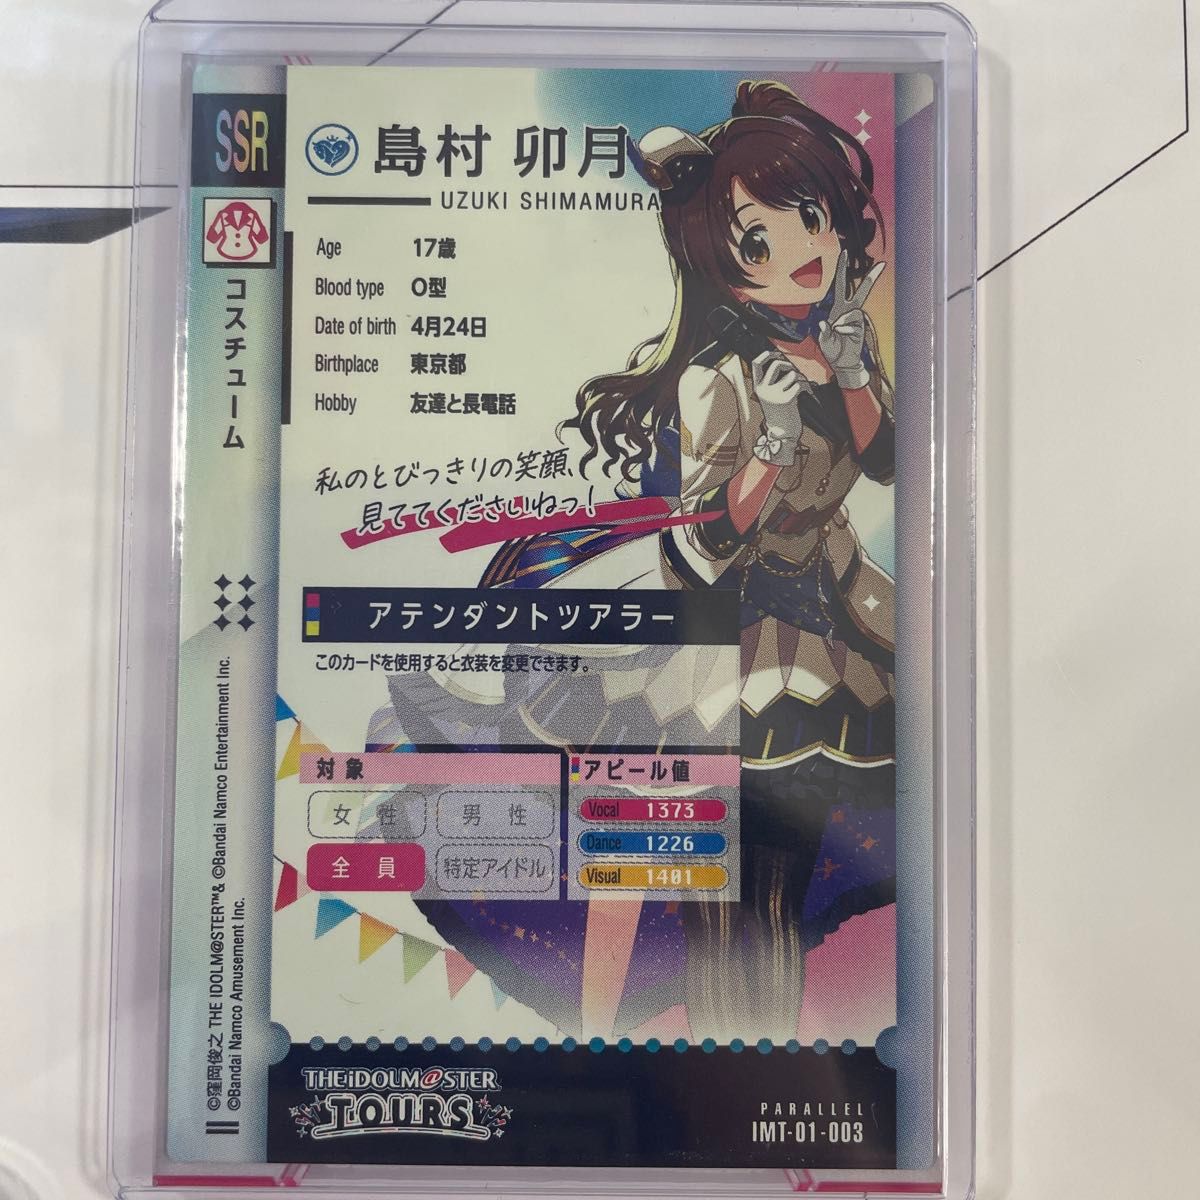 SSR
コスチューム
島村 卯月
UZUKI SHIMAMURA
Age 17歳
Blood type O型
Date of birth 4月24日
Birthplace 東京都
Hobby 友達と長電話
私のとびっきりの笑顔、
見ててくださいねっ!
アテンダントツアラー
このカードを使用すると衣装を変更できます。
対象
女性 男性
全員 特定アイドル
アピール値
Vocal 1373
Dance 1226
Visual 1401
©窪岡俊之 THE IDOLM@STER™& ©Bandai Namco Entertainment Inc.
©Bandai Namco Amusement Inc.
THE iDOLM@STER
TOURS
PARALLEL
IMT-01-003